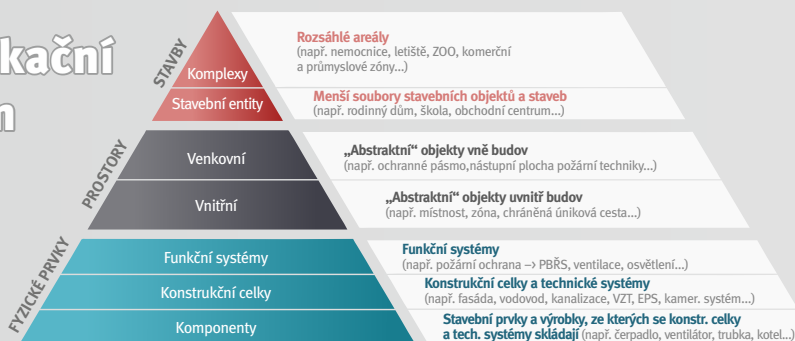 kační
STAVBY
Komplexy
Rozsáhlé areály
(např. nemocnice, letiště, ZOO, komerční
a průmyslové zóny...)
Stavební entity
Menší soubory stavebních objektů a staveb
(např. rodinný dům, škola, obchodní centrum...)
PROSTORY
Venkovní
„Abstraktní“ objekty vně budov
(např. ochranné pásmo,nástupní plocha požární techniky...)
Vnitřní
„Abstraktní“ objekty uvnitř budov
(např. místnost, zóna, chráněná úniková cesta...)
FYZICKÉ PRVKY
Funkční systémy
Funkční systémy
(např. požární ochrana –> PBŘS, ventilace, osvětlení...)
Konstrukční celky
Konstrukční celky a technické systémy
(např. fasáda, vodovod, kanalizace, VZT, EPS, kamer. systém...)
Komponenty
Stavební prvky a výrobky, ze kterých se konstr. celky
a tech. systémy skládají (např. čerpadlo, ventilátor, trubka, kotel...)